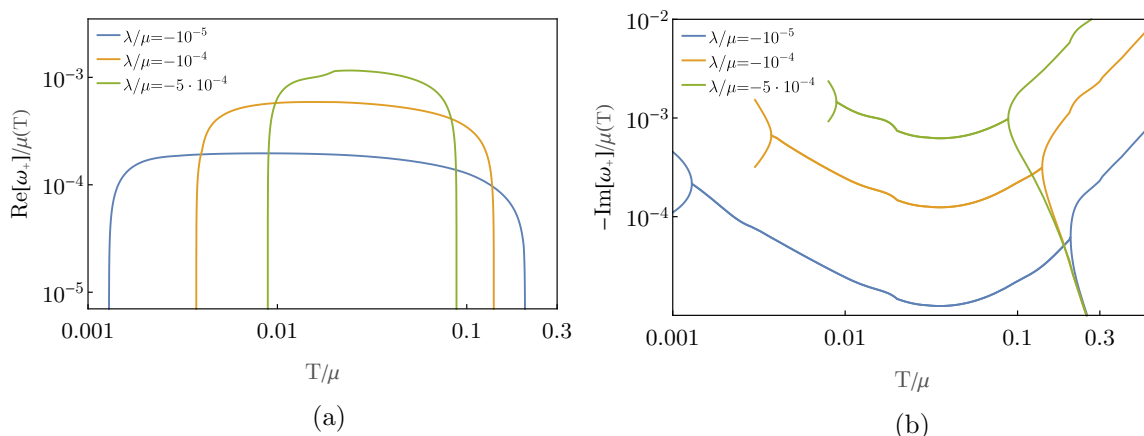 λ/μ=−10⁻⁵
λ/μ=−10⁻⁴
λ/μ=−5 · 10⁻⁴
10⁻³
10⁻⁴
10⁻⁵
Re[ω₊]/μ(T)
0.001
0.01
0.1
0.3
T/μ
(a)
λ/μ=−10⁻⁵
λ/μ=−10⁻⁴
λ/μ=−5 · 10⁻⁴
10⁻²
10⁻³
10⁻⁴
−Im[ω₊]/μ(T)
0.001
0.01
0.1
0.3
T/μ
(b)